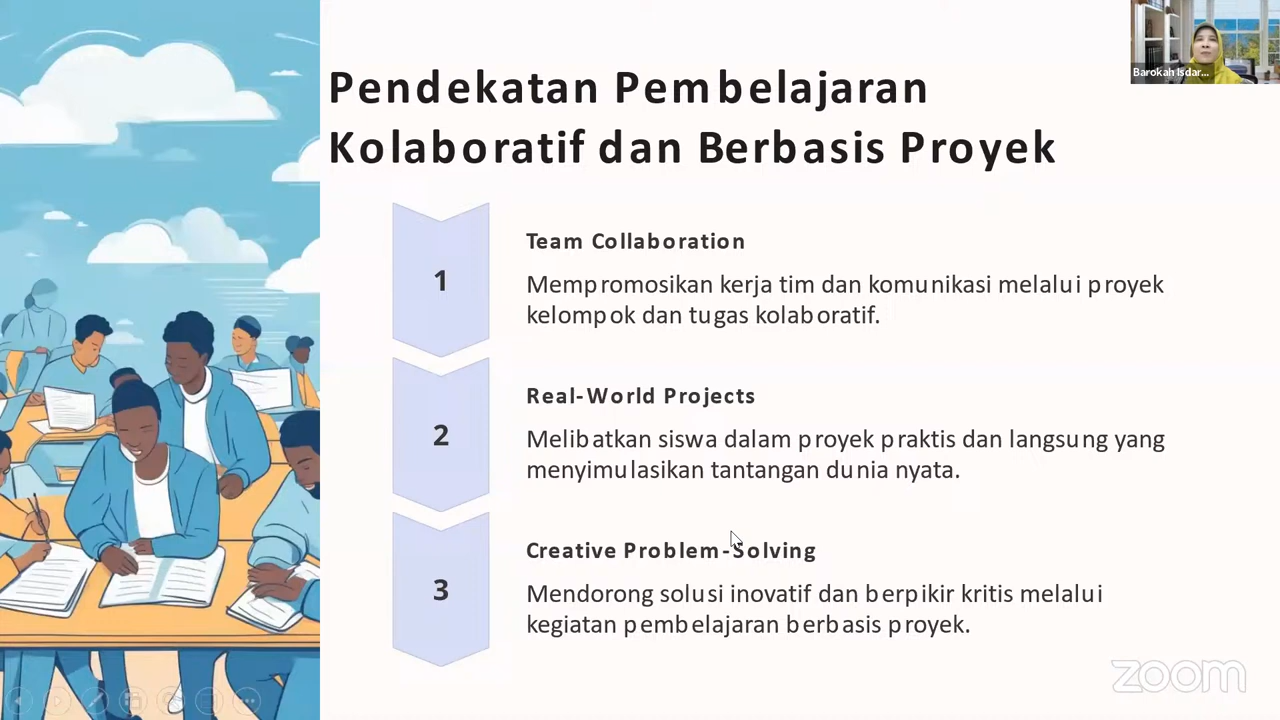 Barokah Isdar...
Pendekatan Pembelajaran
Kolaboratif dan Berbasis Proyek
1
Team Collaboration
Mempromosikan kerja tim dan komunikasi melalui proyek
kelompok dan tugas kolaboratif.
2
Real-World Projects
Melibatkan siswa dalam proyek praktis dan langsung yang
menyimulasikan tantangan dunia nyata.
3
Creative Problem-Solving
Mendorong solusi inovatif dan berpikir kritis melalui
kegiatan pembelajaran berbasis proyek.
zoom